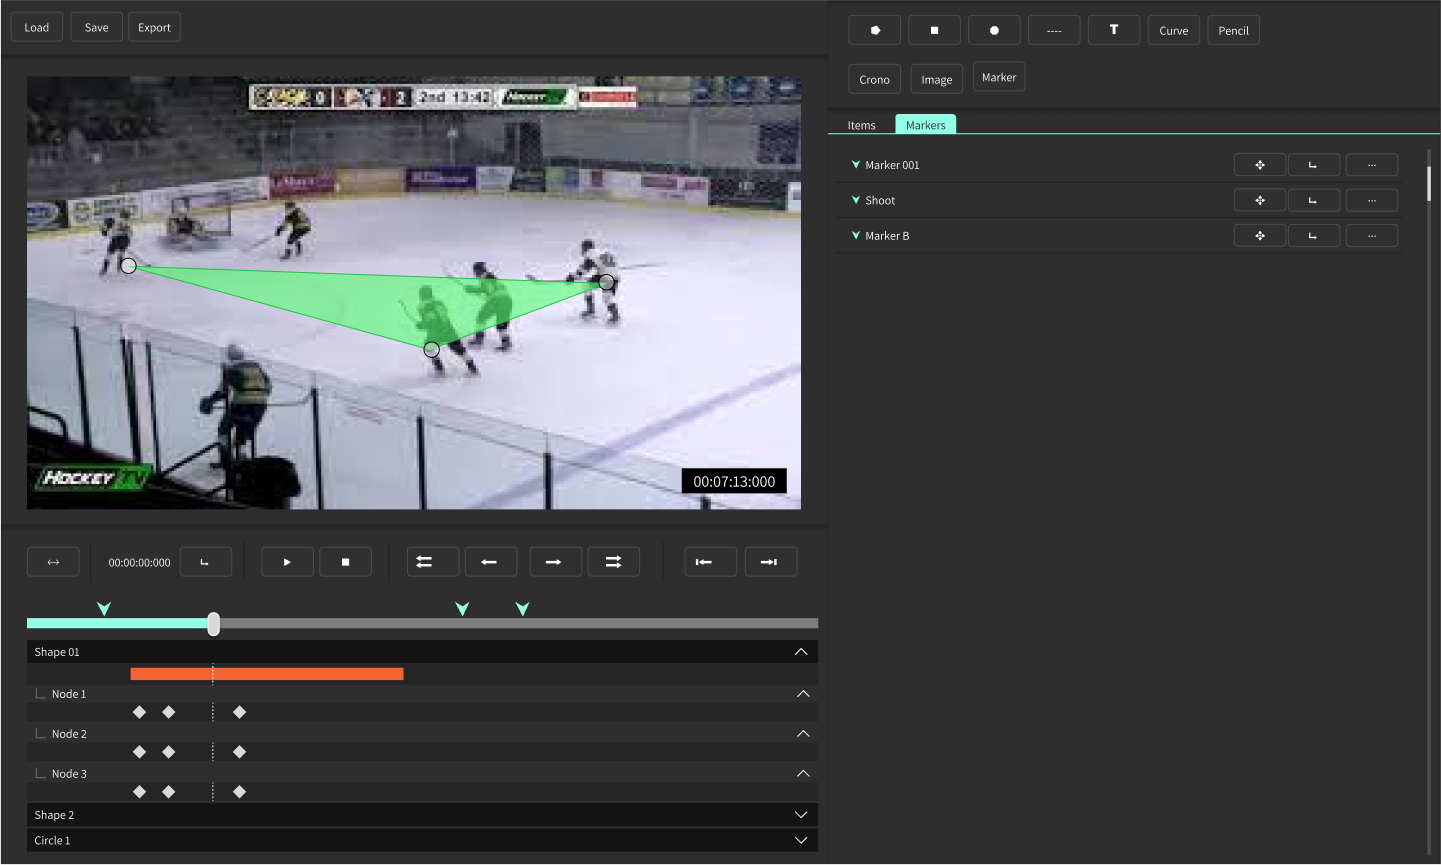 Load Save Export
---- T Curve Pencil
Crono Image Marker
Items Markers
Marker 001 ...
Shoot ...
Marker B ...
0 2 2nd 13:42 HockeyTV
HOCKEY TV
00:07:13:000
00:00:00:000
Shape 01
Node 1
Node 2
Node 3
Shape 2
Circle 1